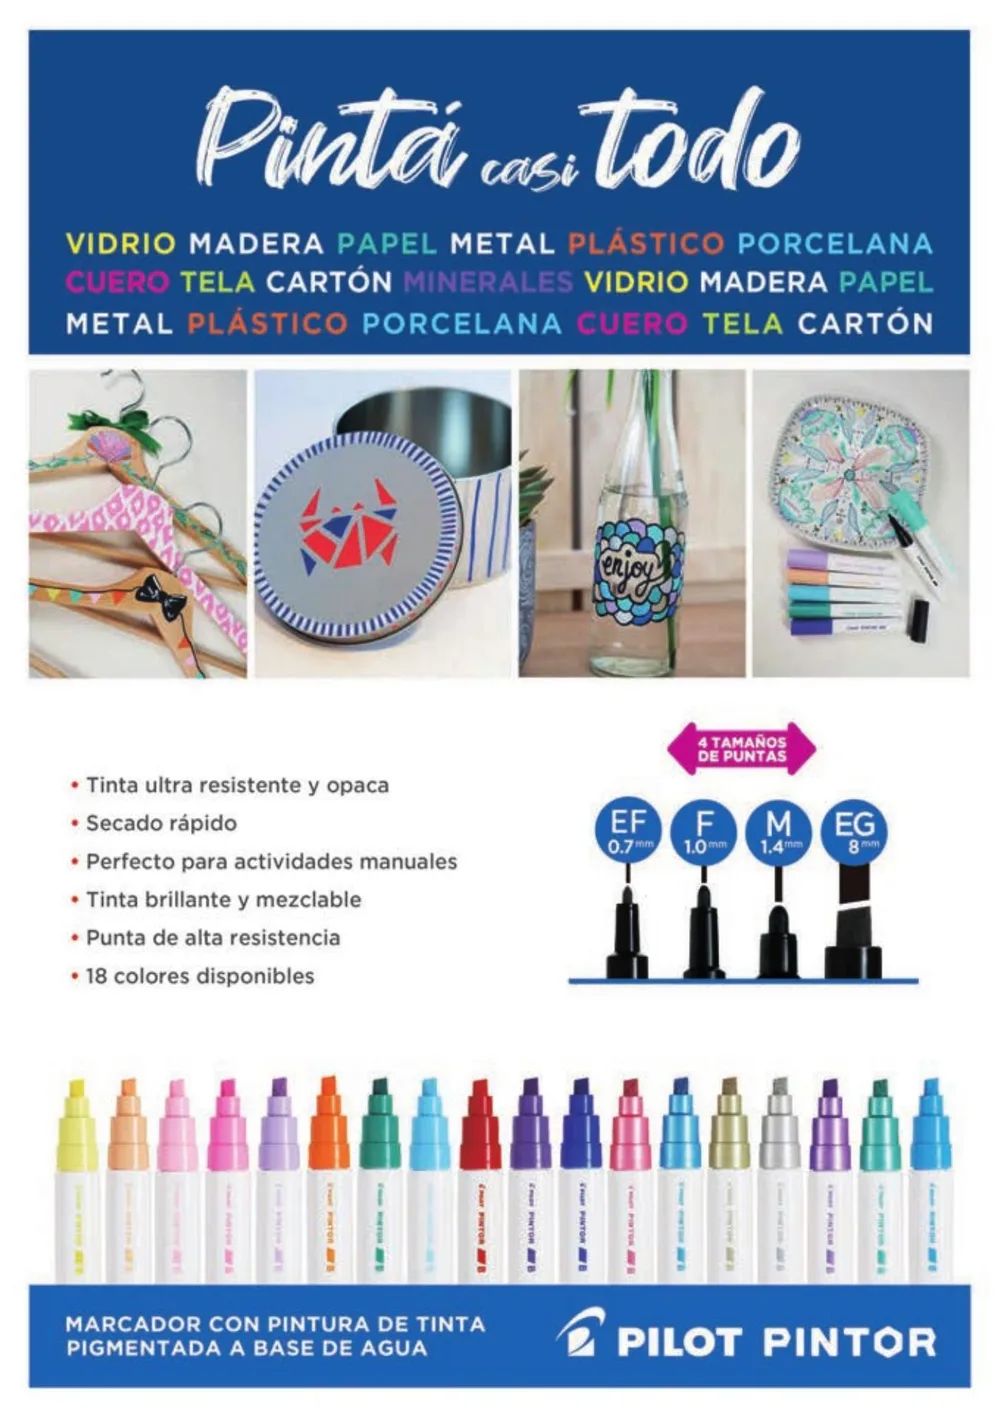 Pintá casi todo
VIDRIO MADERA PAPEL METAL PLÁSTICO PORCELANA
CUERO TELA CARTÓN MINERALES VIDRIO MADERA PAPEL
METAL PLÁSTICO PORCELANA CUERO TELA CARTÓN
enjoy
4 TAMAÑOS
DE PUNTAS
• Tinta ultra resistente y opaca
• Secado rápido
• Perfecto para actividades manuales
• Tinta brillante y mezclable
• Punta de alta resistencia
• 18 colores disponibles
EF F M EG
0.7mm 1.0mm 1.4mm 8mm
PILOT PINTOR B
MARCADOR CON PINTURA DE TINTA
PIGMENTADA A BASE DE AGUA
PILOT PINTOR